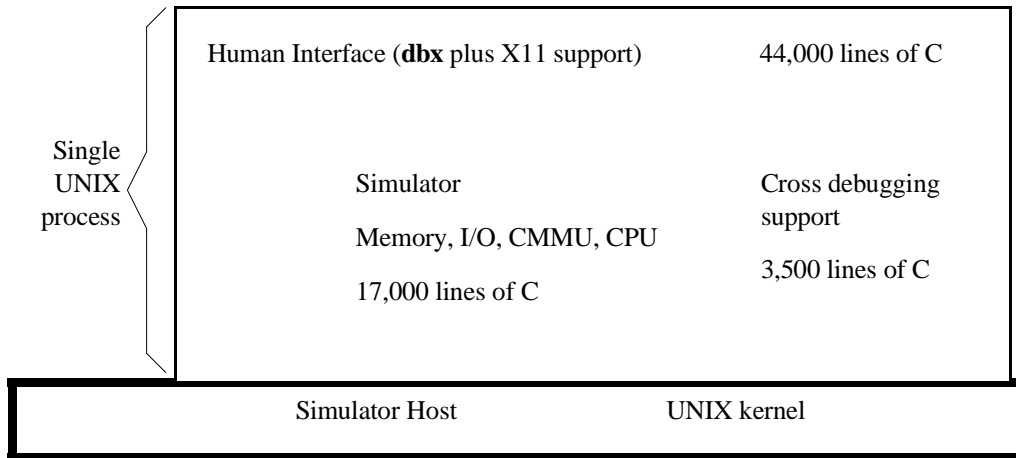 Human Interface (dbx plus X11 support)
44,000 lines of C
Single
UNIX
process
Simulator
Memory, I/O, CMMU, CPU
17,000 lines of C
Cross debugging
support
3,500 lines of C
Simulator Host
UNIX kernel